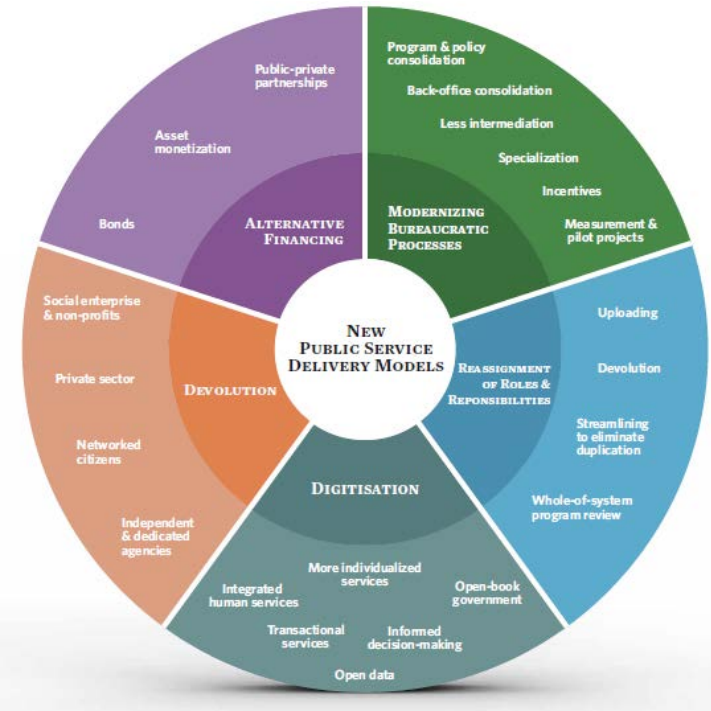 NEW
PUBLIC SERVICE
DELIVERY MODELS
MODERNIZING
BUREAUCRATIC
PROCESSES
Program & policy
consolidation
Back-office consolidation
Less intermediation
Specialization
Incentives
Measurement &
pilot projects
REASSIGNMENT
OF ROLES &
REPONSIBILITIES
Uploading
Devolution
Streamlining
to eliminate
duplication
Whole-of-system
program review
DIGITISATION
More individualized
services
Integrated
human services
Open-book
government
Transactional
services
Informed
decision-making
Open data
DEVOLUTION
Social enterprise
& non-profits
Private sector
Networked
citizens
Independent
& dedicated
agencies
ALTERNATIVE
FINANCING
Public-private
partnerships
Asset
monetization
Bonds